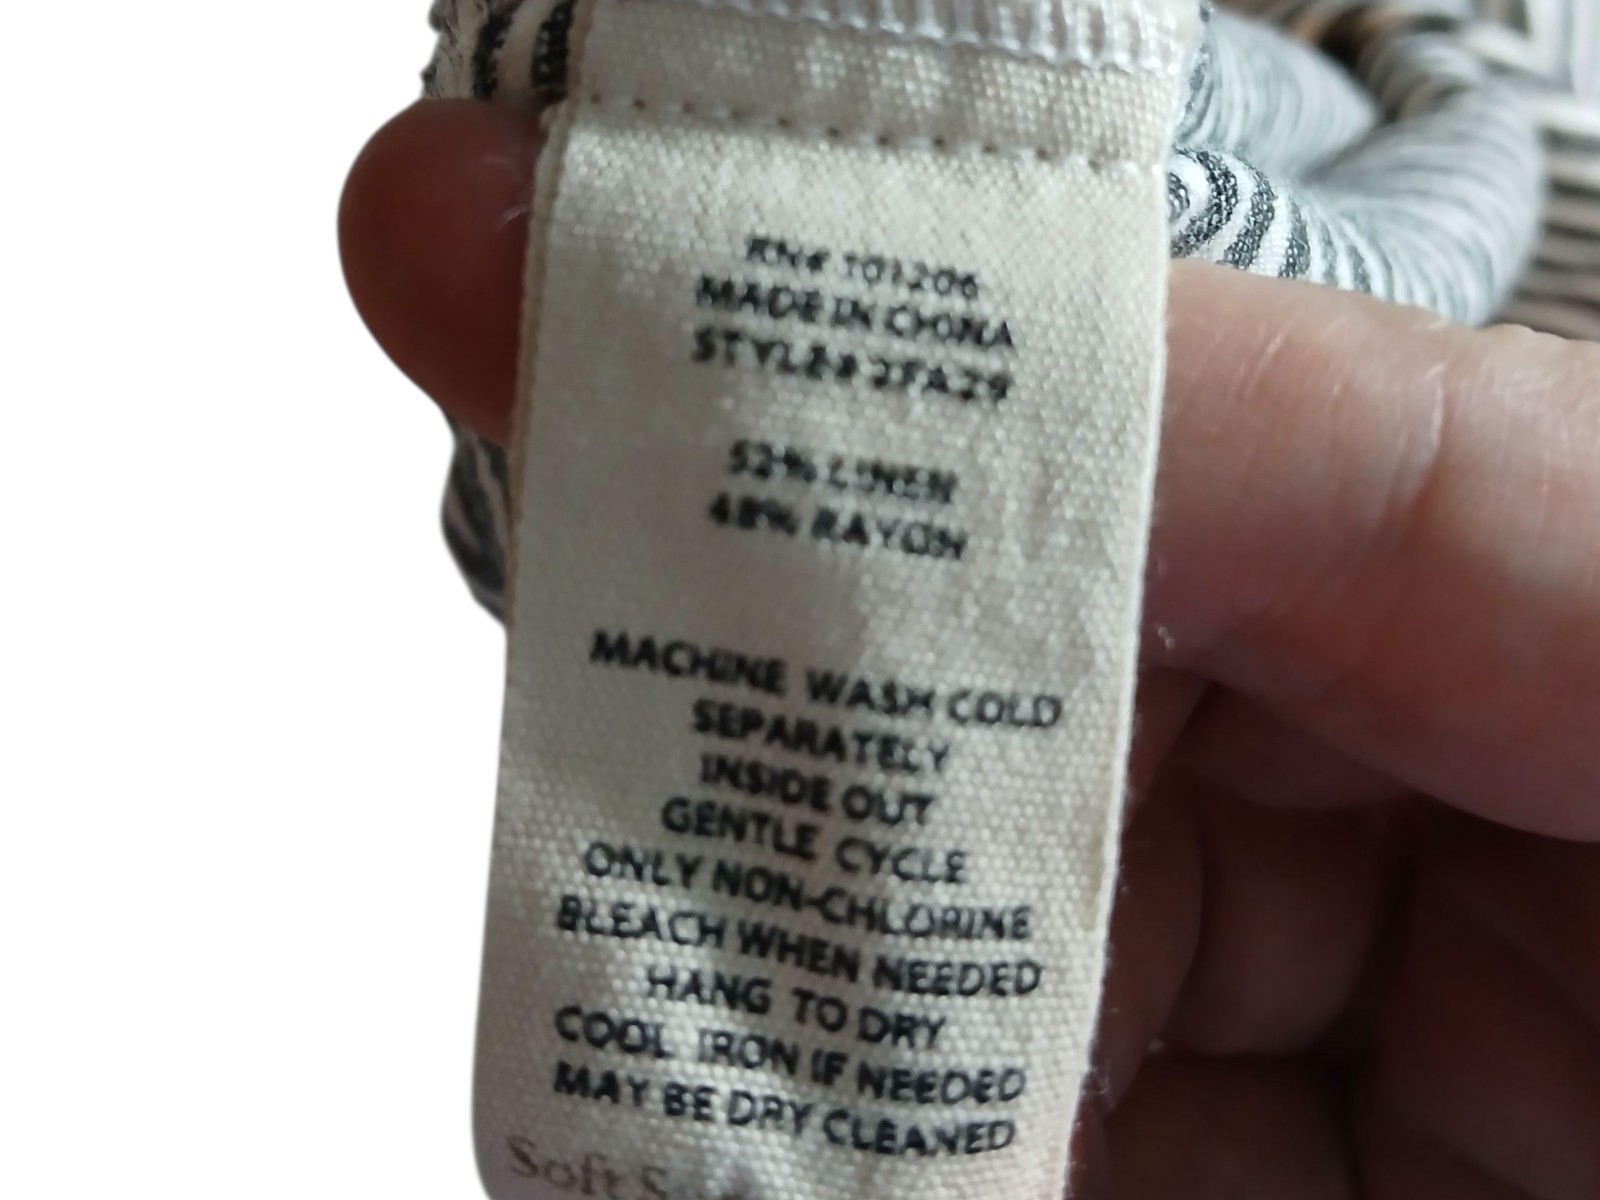 RN# 101206
MADE IN CHINA
STYLE# 2FA29
52% LINEN
48% RAYON
MACHINE WASH COLD
SEPARATELY
INSIDE OUT
GENTLE CYCLE
ONLY NON-CHLORINE
BLEACH WHEN NEEDED
HANG TO DRY
COOL IRON IF NEEDED
MAY BE DRY CLEANED
Soft